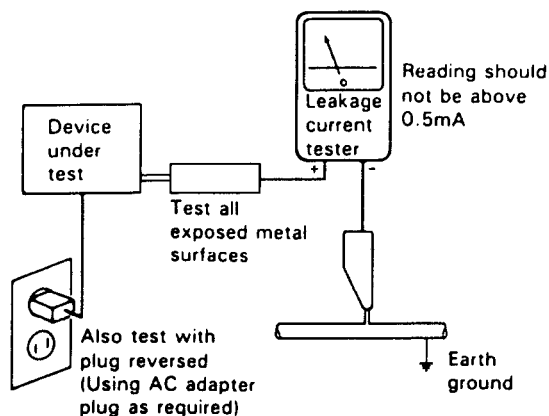 Device
under
test
Leakage
current
tester
+
-
Reading should
not be above
0.5mA
Test all
exposed metal
surfaces
Also test with
plug reversed
(Using AC adapter
plug as required)
Earth
ground